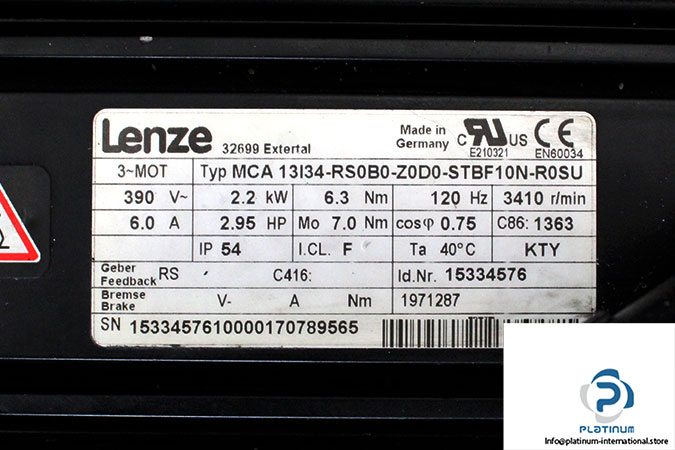 Lenze 32699 Extertal Made in Germany C UR US CE
E210321 EN60034
3~MOT Typ MCA 13I34-RS0B0-Z0D0-STBF10N-R0SU
390 V~ 2.2 kW 6.3 Nm 120 Hz 3410 r/min
6.0 A 2.95 HP Mo 7.0 Nm cosφ 0.75 C86: 1363
IP 54 I.CL. F Ta 40°C KTY
Geber Feedback RS C416: Id.Nr. 15334576
Bremse Brake V- A Nm 1971287
SN 1533457610000170789565
PLATINUM
Info@platinum-international.store